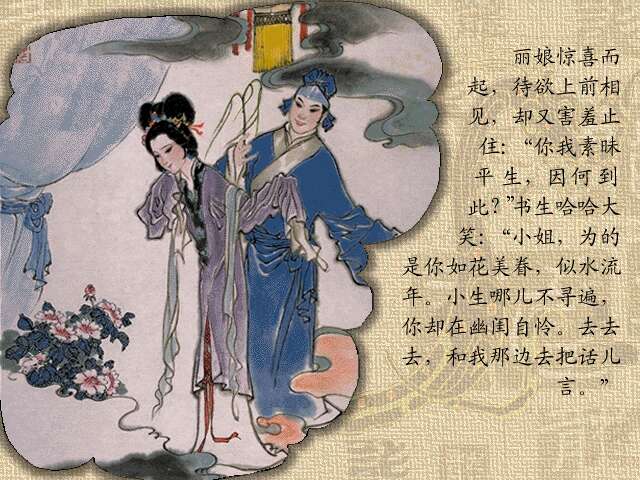 丽娘惊喜而
起，待欲上前相
见，却又害羞止
住：“你我素昧
平生，因何到
此？”书生哈哈大
笑：“小姐，为的
是你如花美春，似水流
年。小生哪儿不寻遍，
你却在幽闺自怜。去去
去，和我那边去把话儿
言。”